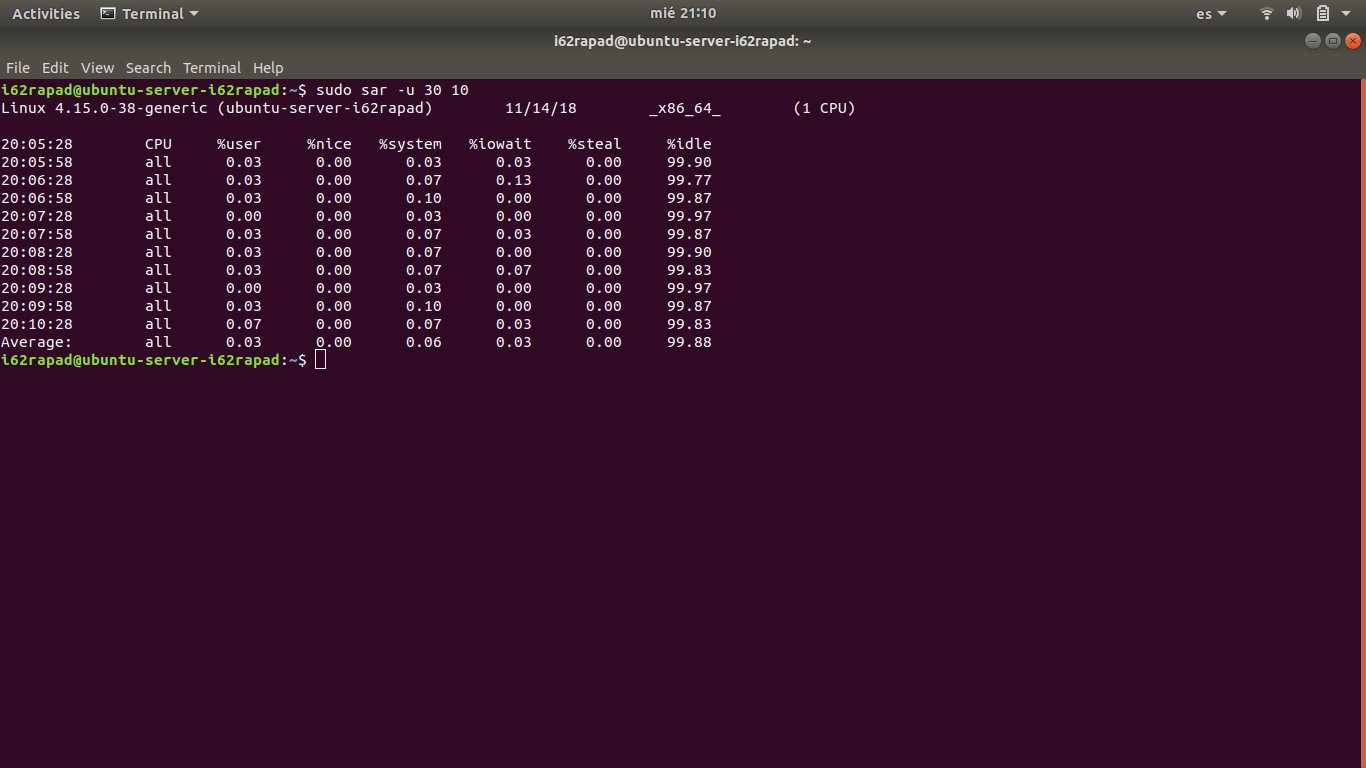 Activities Terminal mié 21:10 es
i62rapad@ubuntu-server-i62rapad: ~
File Edit View Search Terminal Help
i62rapad@ubuntu-server-i62rapad:~$ sudo sar -u 30 10
Linux 4.15.0-38-generic (ubuntu-server-i62rapad) 11/14/18 _x86_64_ (1 CPU)
20:05:28 CPU %user %nice %system %iowait %steal %idle
20:05:58 all 0.03 0.00 0.03 0.03 0.00 99.90
20:06:28 all 0.03 0.00 0.07 0.13 0.00 99.77
20:06:58 all 0.03 0.00 0.10 0.00 0.00 99.87
20:07:28 all 0.00 0.00 0.03 0.00 0.00 99.97
20:07:58 all 0.03 0.00 0.07 0.03 0.00 99.87
20:08:28 all 0.03 0.00 0.07 0.00 0.00 99.90
20:08:58 all 0.03 0.00 0.07 0.07 0.00 99.83
20:09:28 all 0.00 0.00 0.03 0.00 0.00 99.97
20:09:58 all 0.03 0.00 0.10 0.00 0.00 99.87
20:10:28 all 0.07 0.00 0.07 0.03 0.00 99.83
Average: all 0.03 0.00 0.06 0.03 0.00 99.88
i62rapad@ubuntu-server-i62rapad:~$